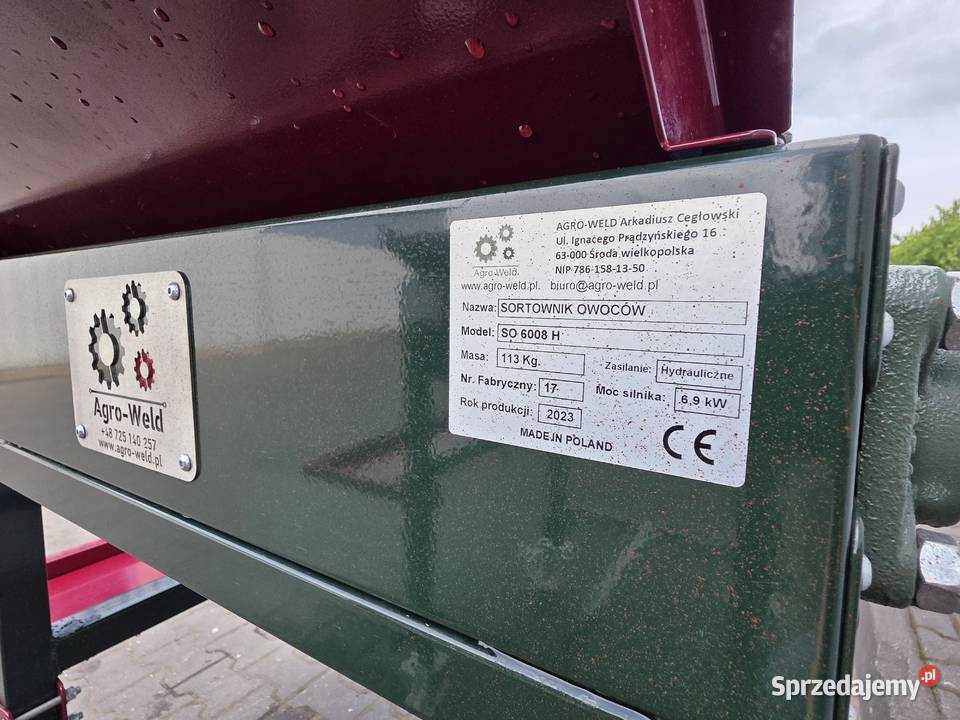 Agro-Weld
+48 725 140 257
www.agro-weld.pl
Agro-Weld.
www.agro-weld.pl. biuro@agro-weld.pl
AGRO-WELD Arkadiusz Cegłowski
Ul. Ignacego Prądzyńskiego 16
63-000 Środa wielkopolska
NIP 786-158-13-50
Nazwa: SORTOWNIK OWOCÓW
Model: SO 6008 H
Masa: 113 Kg. Zasilanie: Hydrauliczne
Nr. Fabryczny: 17 Moc silnika: 6,9 kW
Rok produkcji: 2023
MADE IN POLAND CE
Sprzedajemy.pl